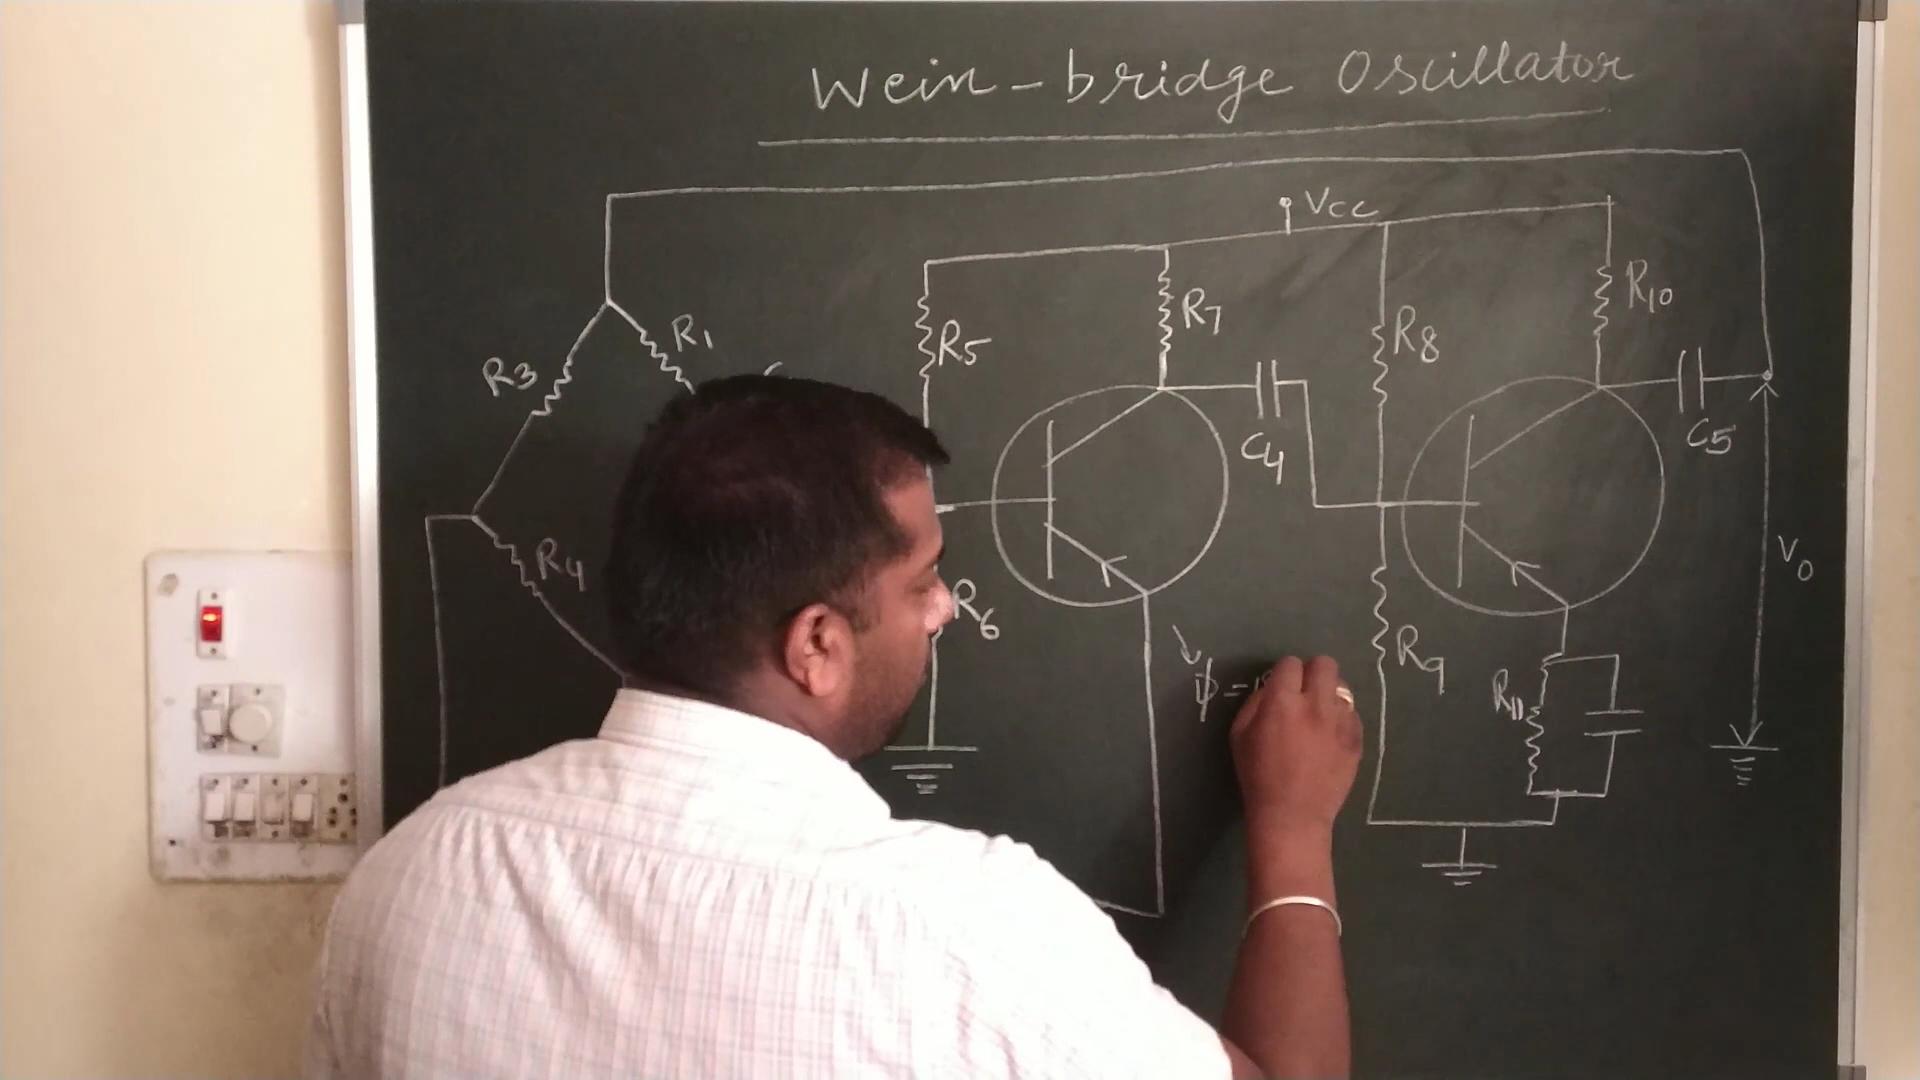 Wein-bridge Oscillator
Vcc
R10
R1
R7
R3
R5
R8
C4
C5
R4
V0
R6
R9
R11
ϕ =